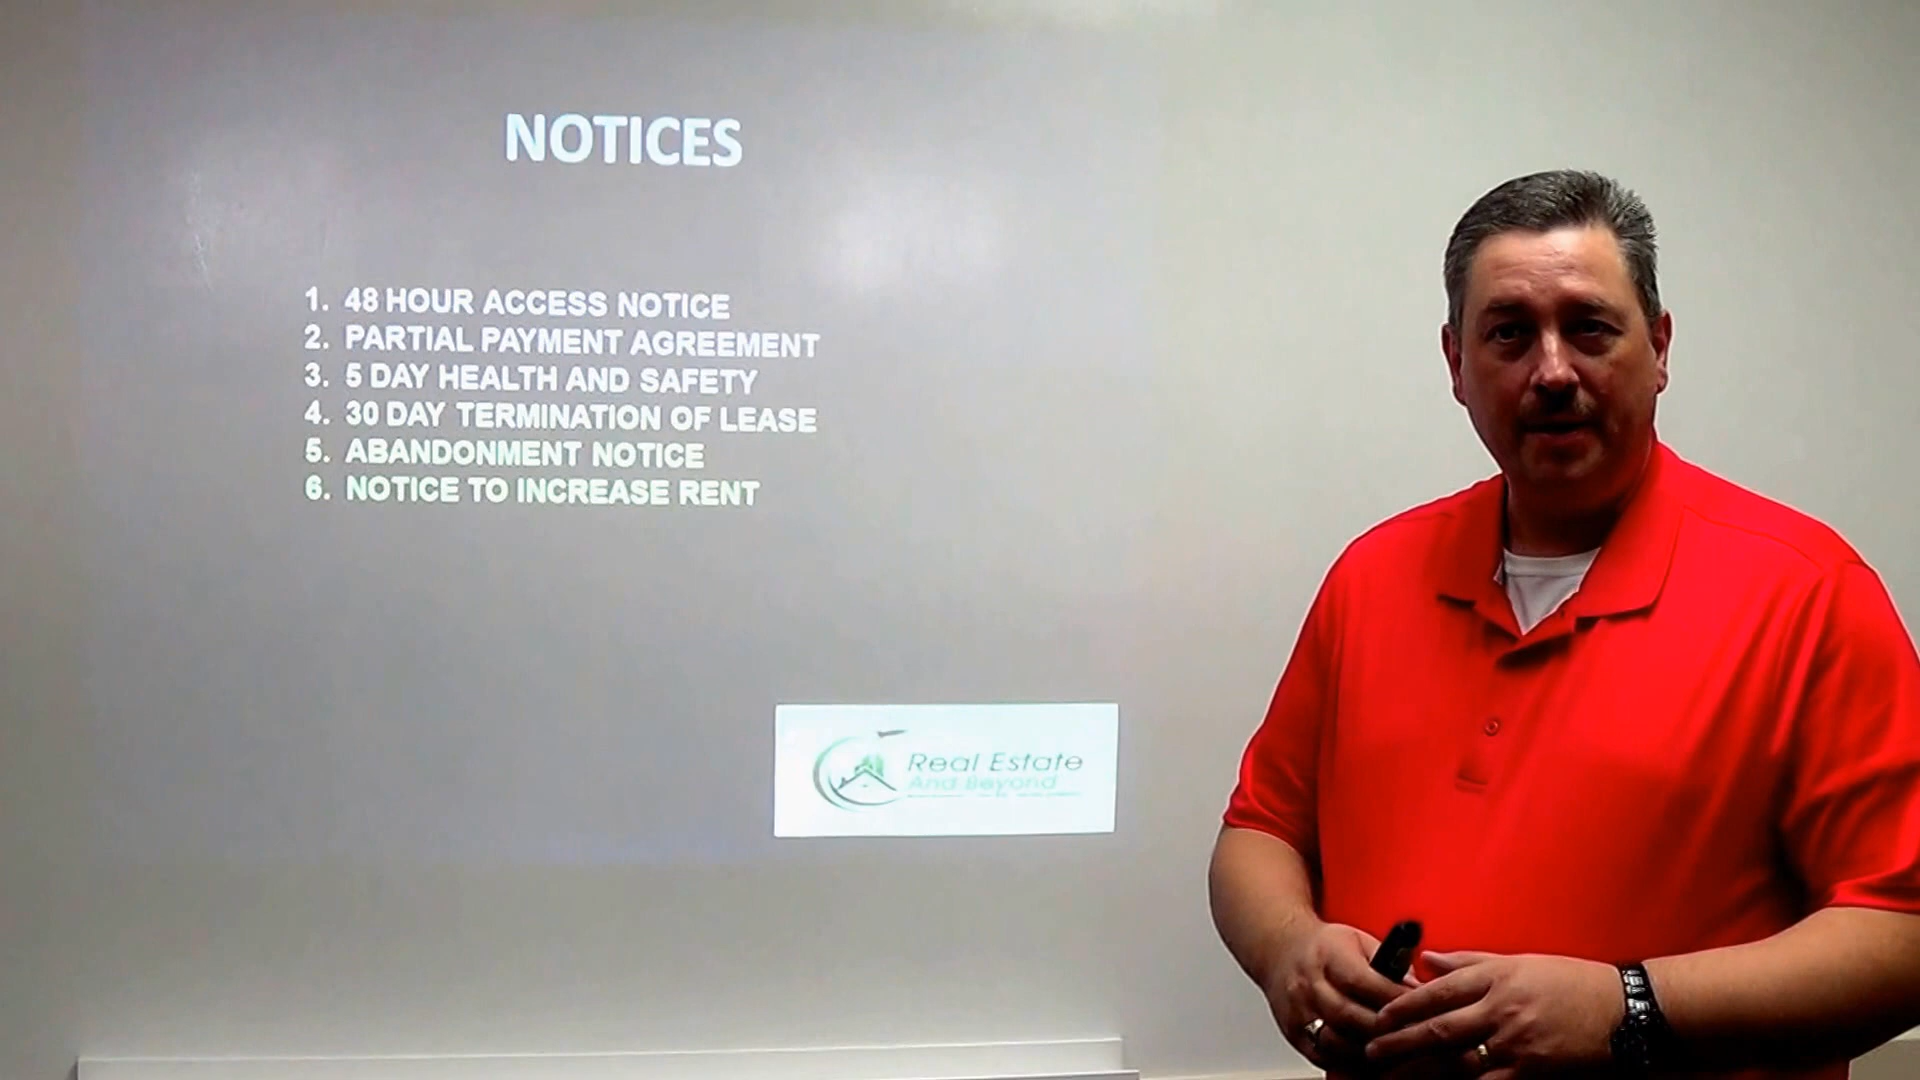 NOTICES
1. 48 HOUR ACCESS NOTICE
2. PARTIAL PAYMENT AGREEMENT
3. 5 DAY HEALTH AND SAFETY
4. 30 DAY TERMINATION OF LEASE
5. ABANDONMENT NOTICE
6. NOTICE TO INCREASE RENT
Real Estate
And Beyond